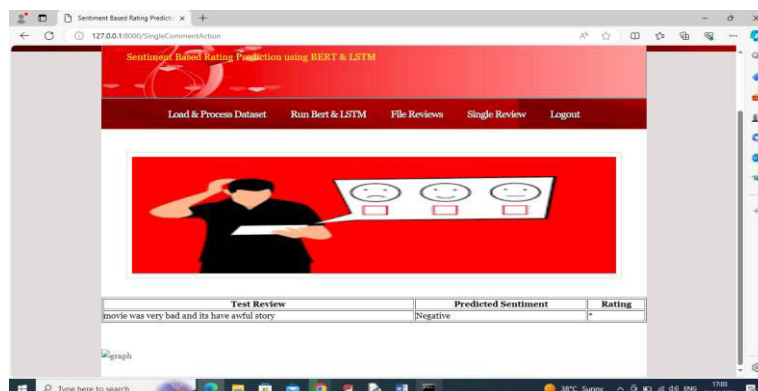 Sentiment Based Rating Predicti
127.0.0.1:8000/SingleCommentAction
Sentiment Based Rating Prediction using BERT & LSTM
Load & Process Dataset Run Bert & LSTM File Reviews Single Review Logout
Test Review Predicted Sentiment Rating
movie was very bad and its have awful story Negative *
graph
Type here to search 38°C Sunny ENG 17:03